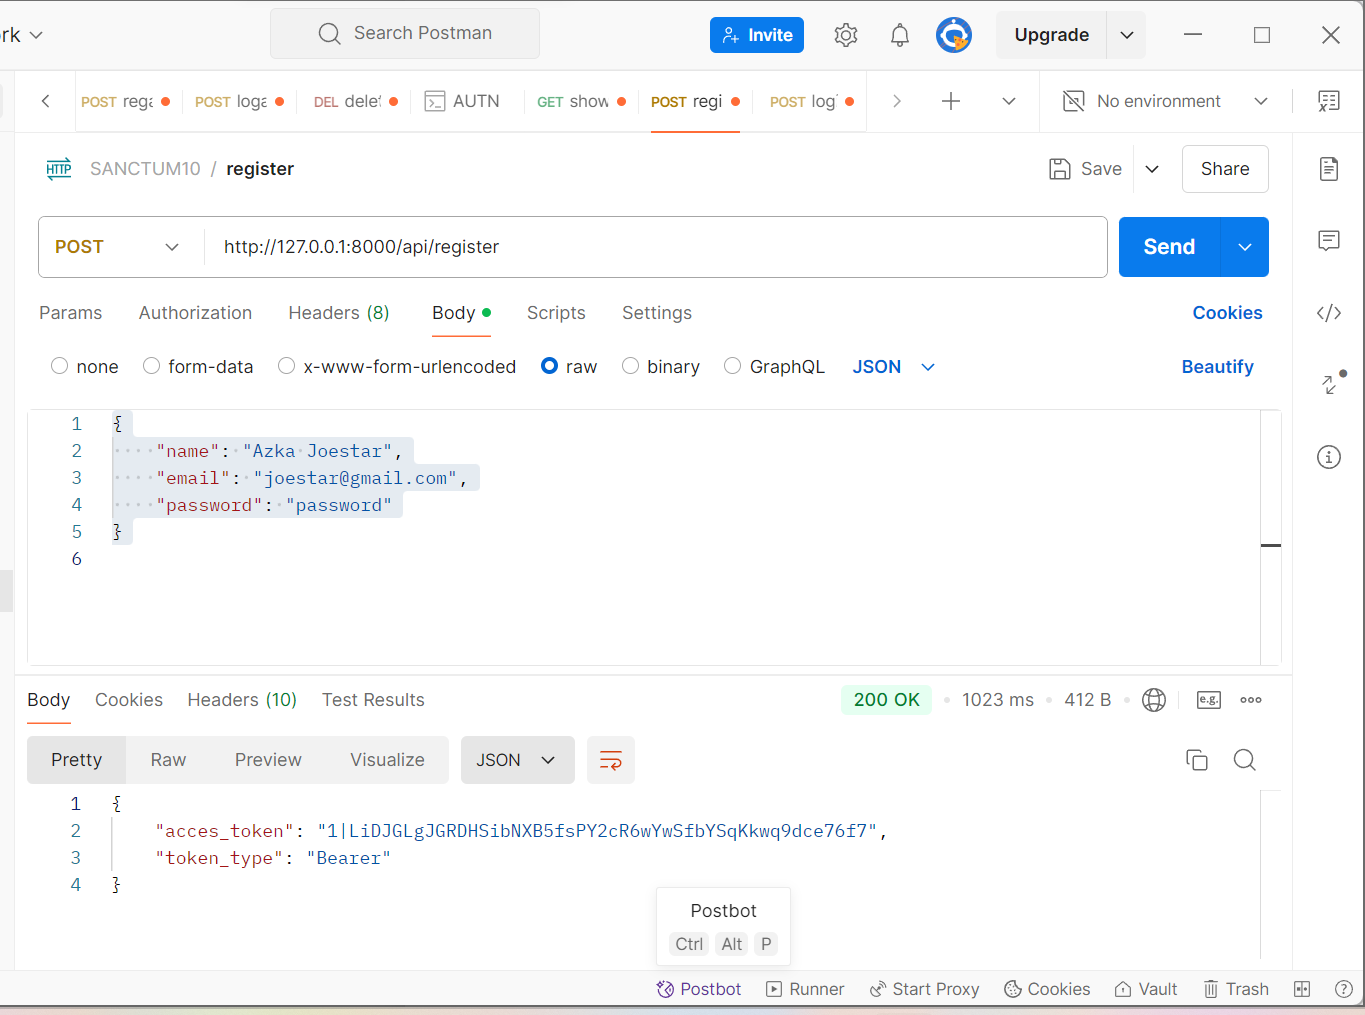 rk
Search Postman
Invite
Upgrade
POST rega
POST loga
DEL delet
AUTN
GET show
POST regi
POST log
No environment
HTTP SANCTUM10 / register
Save
Share
POST
http://127.0.0.1:8000/api/register
Send
Params Authorization Headers (8) Body Scripts Settings
Cookies
none form-data x-www-form-urlencoded raw binary GraphQL JSON
Beautify
1 {
2 "name": "Azka Joestar",
3 "email": "joestar@gmail.com",
4 "password": "password"
5 }
6
Body Cookies Headers (10) Test Results
200 OK 1023 ms 412 B e.g.
Pretty Raw Preview Visualize JSON
1 {
2 "acces_token": "1|LiDJGLgJGRDHSibNXB5fsPY2cR6wYwSfbYSqKkwq9dce76f7",
3 "token_type": "Bearer"
4 }
Postbot
Ctrl Alt P
Postbot Runner Start Proxy Cookies Vault Trash